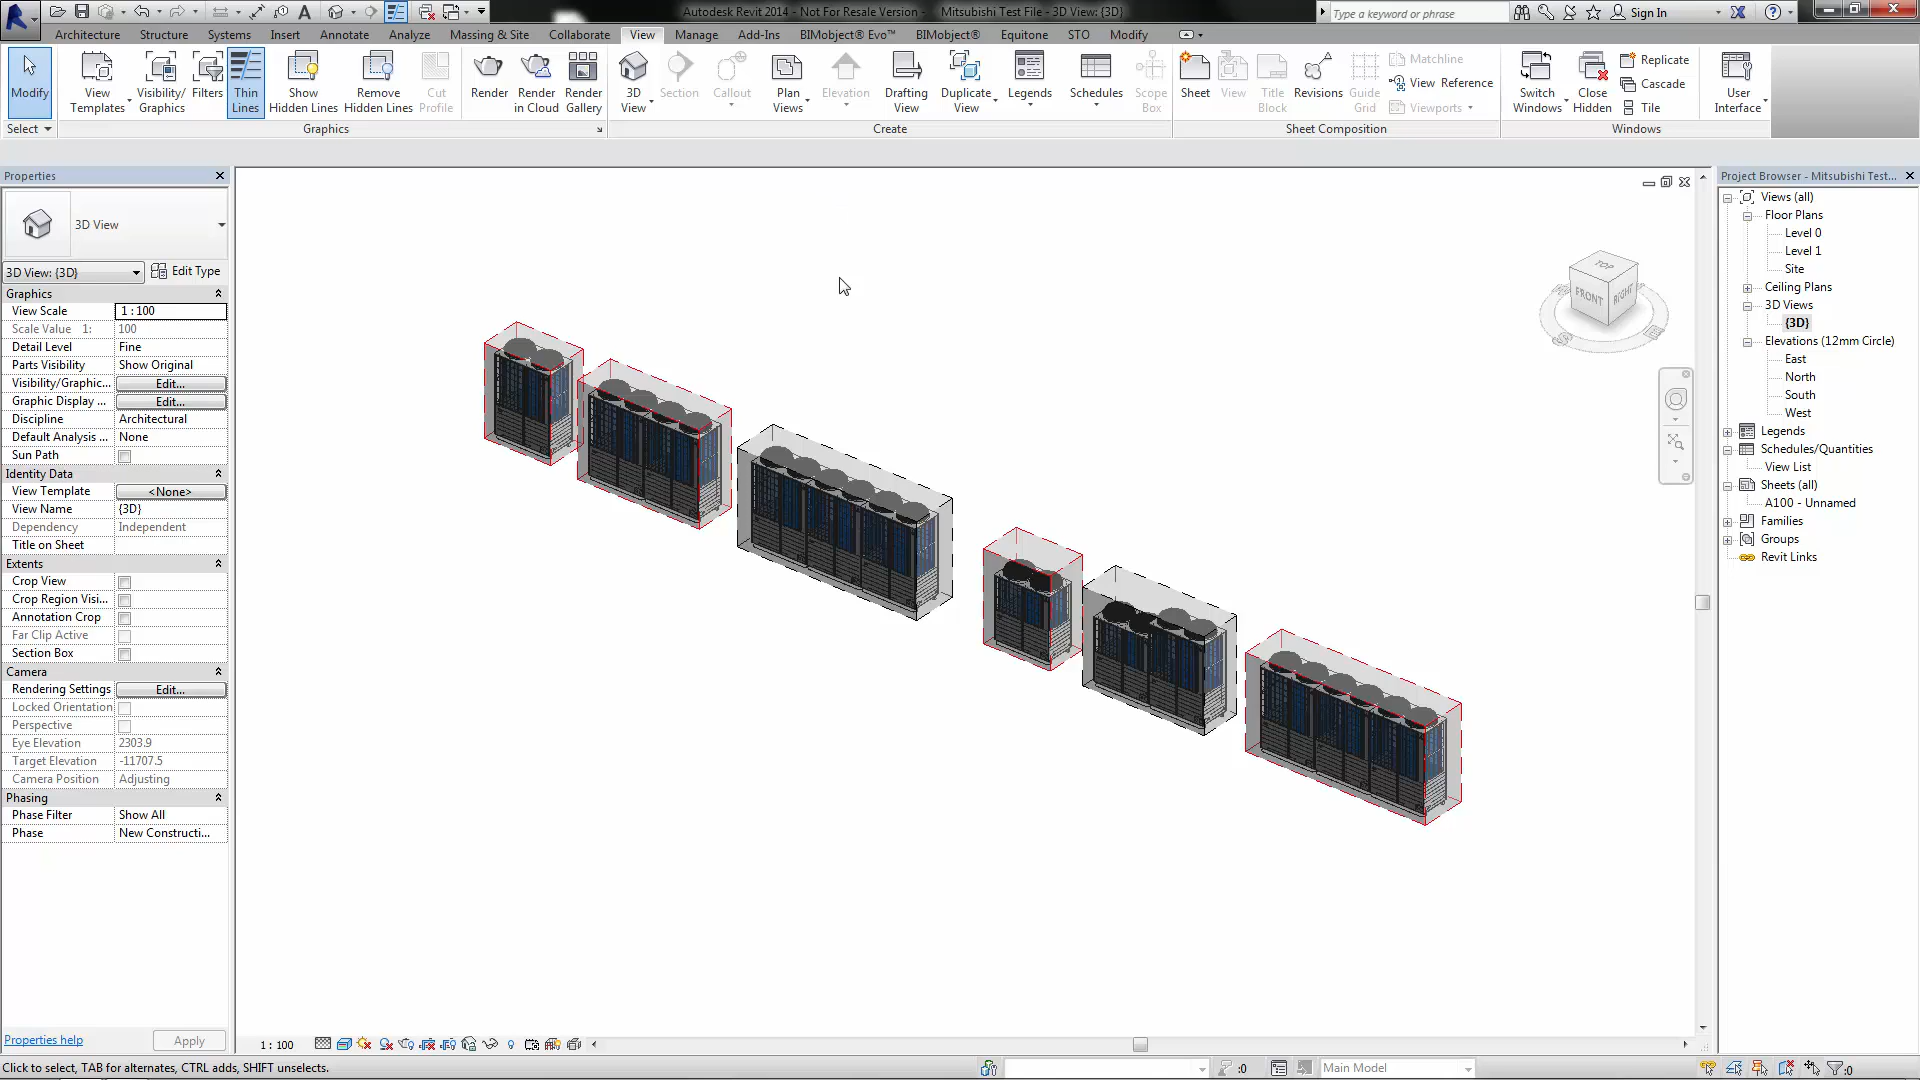 Autodesk Revit 2014 - Not For Resale Version - Mitsubishi Test File - 3D View: {3D}
Type a keyword or phrase
Sign In
Architecture Structure Systems Insert Annotate Analyze Massing & Site Collaborate View Manage Add-Ins BIMobject® Evo™ BIMobject® Equitone STO Modify
Modify
View Templates
Visibility/ Graphics
Filters
Thin Lines
Show Hidden Lines
Remove Hidden Lines
Cut Profile
Render
Render in Cloud
Render Gallery
3D View
Section
Callout
Plan Views
Elevation
Drafting View
Duplicate View
Legends
Schedules
Scope Box
Sheet
View
Title Block
Revisions
Guide Grid
Matchline
View Reference
Viewports
Switch Windows
Close Hidden
Replicate
Cascade
Tile
User Interface
Select
Graphics
Create
Sheet Composition
Windows
Properties
3D View
3D View: {3D}
Edit Type
Graphics
View Scale 1 : 100
Scale Value 1: 100
Detail Level Fine
Parts Visibility Show Original
Visibility/Graphic... Edit...
Graphic Display ... Edit...
Discipline Architectural
Default Analysis ... None
Sun Path
Identity Data
View Template <None>
View Name {3D}
Dependency Independent
Title on Sheet
Extents
Crop View
Crop Region Visi...
Annotation Crop
Far Clip Active
Section Box
Camera
Rendering Settings Edit...
Locked Orientation
Perspective
Eye Elevation 2303.9
Target Elevation -11707.5
Camera Position Adjusting
Phasing
Phase Filter Show All
Phase New Constructi...
Properties help
Apply
TOP
FRONT
RIGHT
Project Browser - Mitsubishi Test...
Views (all)
Floor Plans
Level 0
Level 1
Site
Ceiling Plans
3D Views
{3D}
Elevations (12mm Circle)
East
North
South
West
Legends
Schedules/Quantities
View List
Sheets (all)
A100 - Unnamed
Families
Groups
Revit Links
1 : 100
Click to select, TAB for alternates, CTRL adds, SHIFT unselects.
:0
Main Model
:0